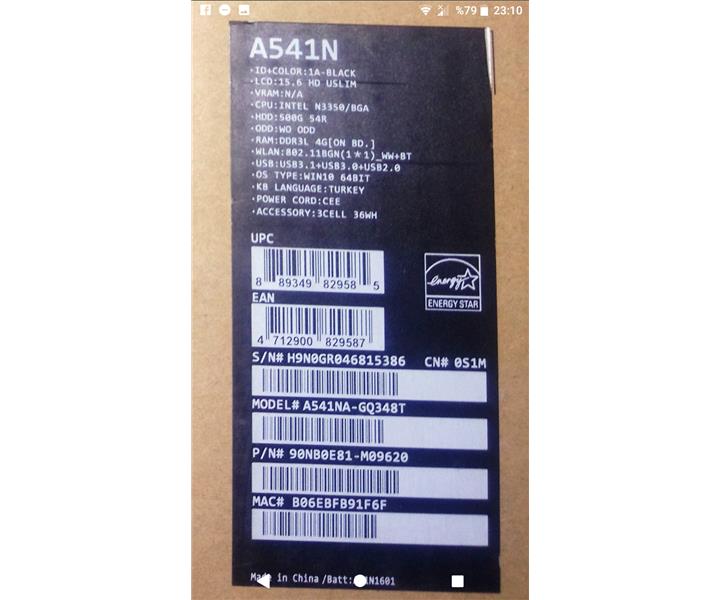 %79 23:10
A541N
·ID+COLOR:1A-BLACK
·LCD:15.6 HD USLIM
·VRAM:N/A
·CPU:INTEL N3350/BGA
·HDD:500G 54R
·ODD:WO ODD
·RAM:DDR3L 4G[ON BD.]
·WLAN:802.11BGN(1*1)_WW+BT
·USB:USB3.1+USB3.0+USB2.0
·OS TYPE:WIN10 64BIT
·KB LANGUAGE:TURKEY
·POWER CORD:CEE
·ACCESSORY:3CELL 36WH
UPC
8 89349 82958 5
energy
ENERGY STAR
EAN
4 712900 829587
S/N# H9N0GR046815386 CN# 0S1M
MODEL# A541NA-GQ348T
P/N# 90NB0E81-M09620
MAC# B06EBFB91F6F
Made in China /Batt: